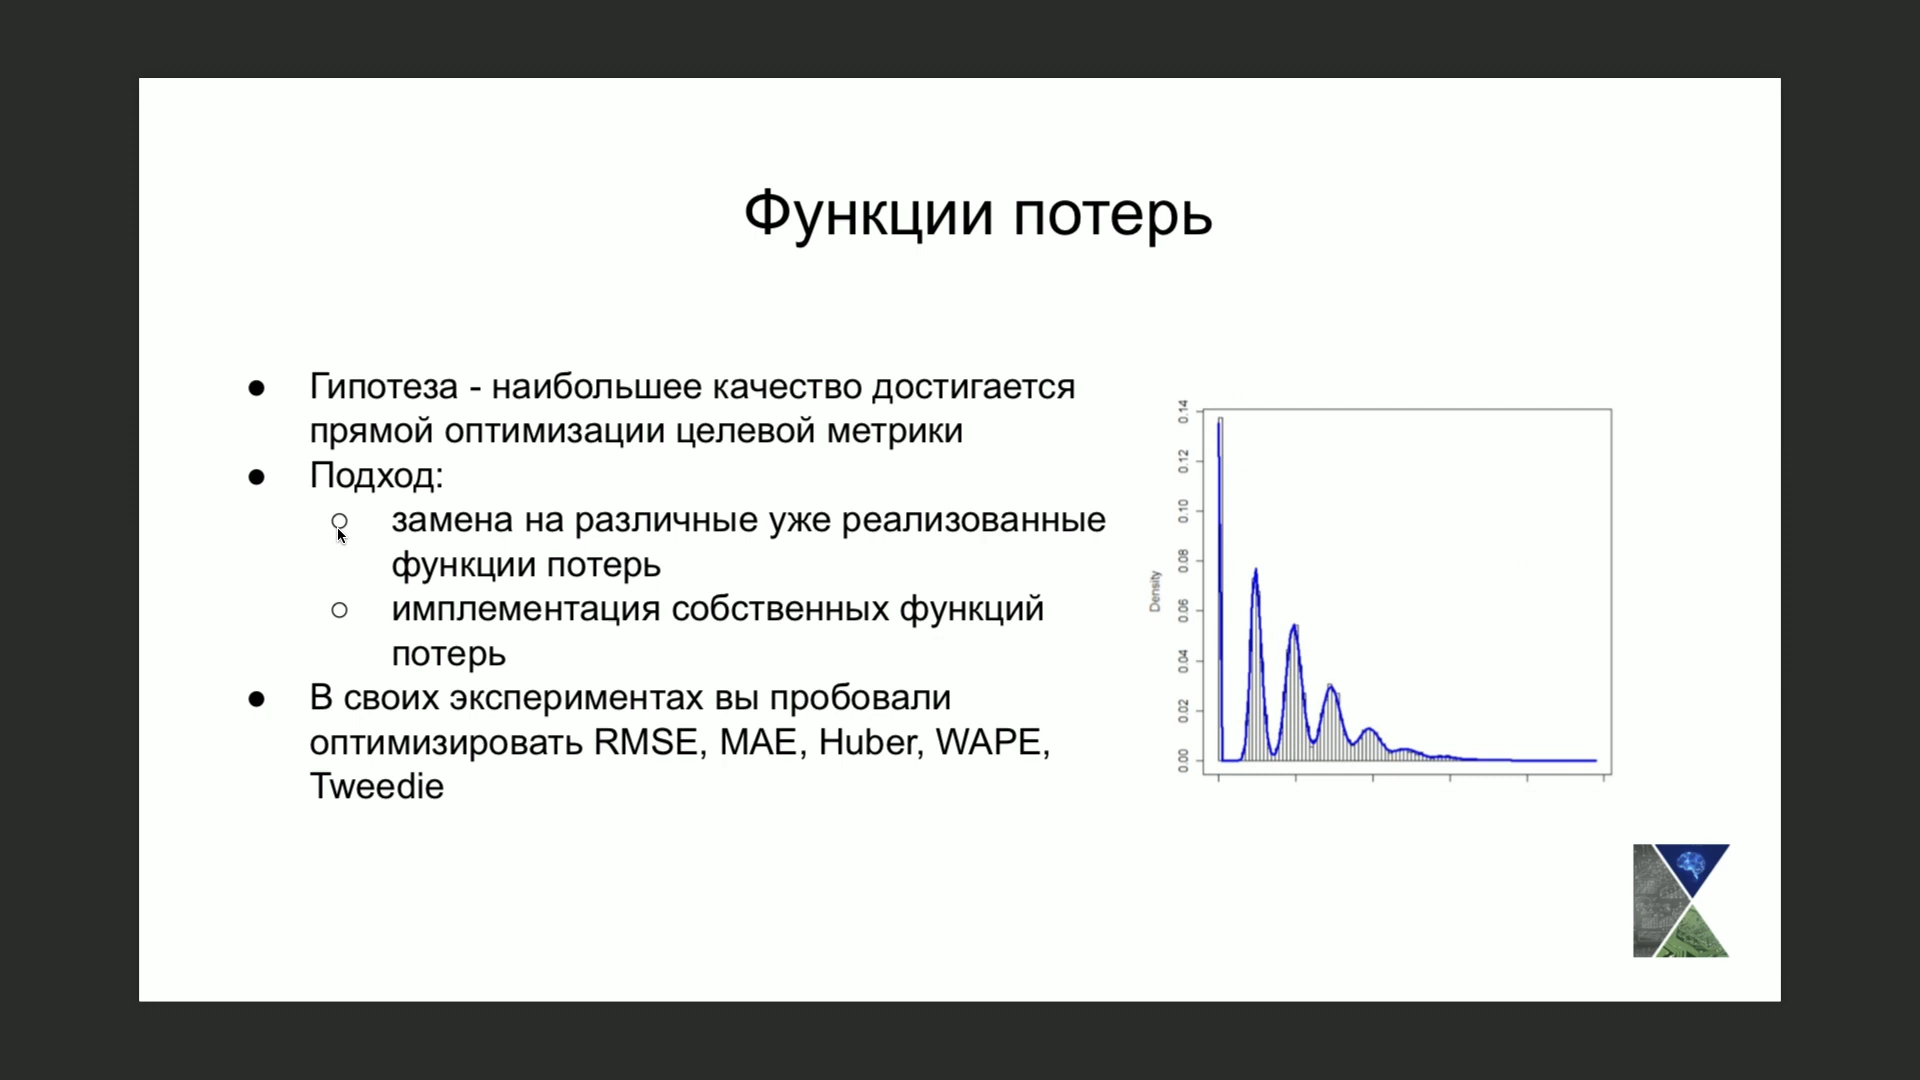 Функции потерь
● Гипотеза - наибольшее качество достигается
прямой оптимизации целевой метрики
● Подход:
○ замена на различные уже реализованные
функции потерь
○ имплементация собственных функций
потерь
● В своих экспериментах вы пробовали
оптимизировать RMSE, MAE, Huber, WAPE,
Tweedie
Density
0.14
0.12
0.10
0.08
0.06
0.04
0.02
0.00